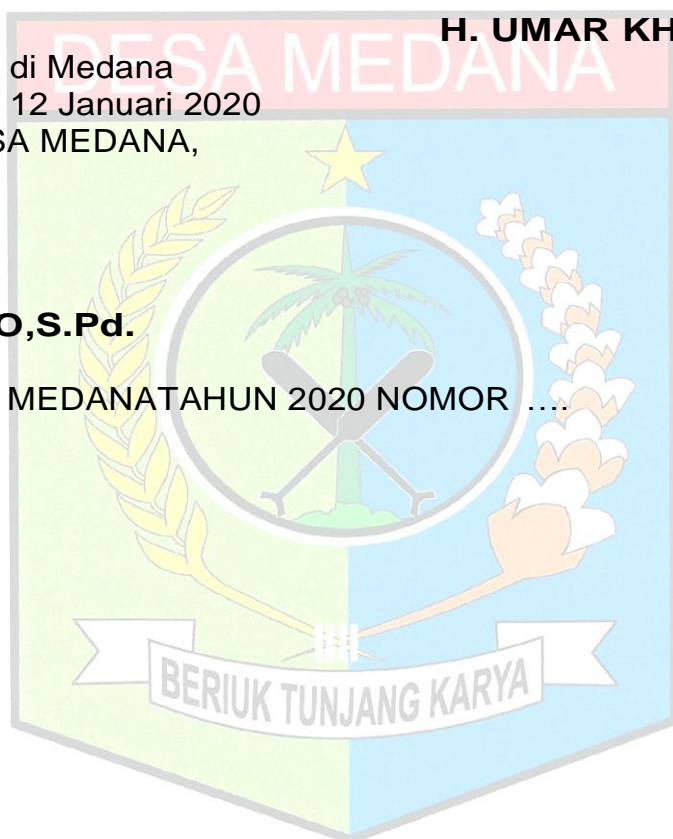 H. UMAR KH
DESA MEDANA
di Medana
12 Januari 2020
SA MEDANA,
O,S.Pd.
MEDANATAHUN 2020 NOMOR ....
BERIUK TUNJANG KARYA